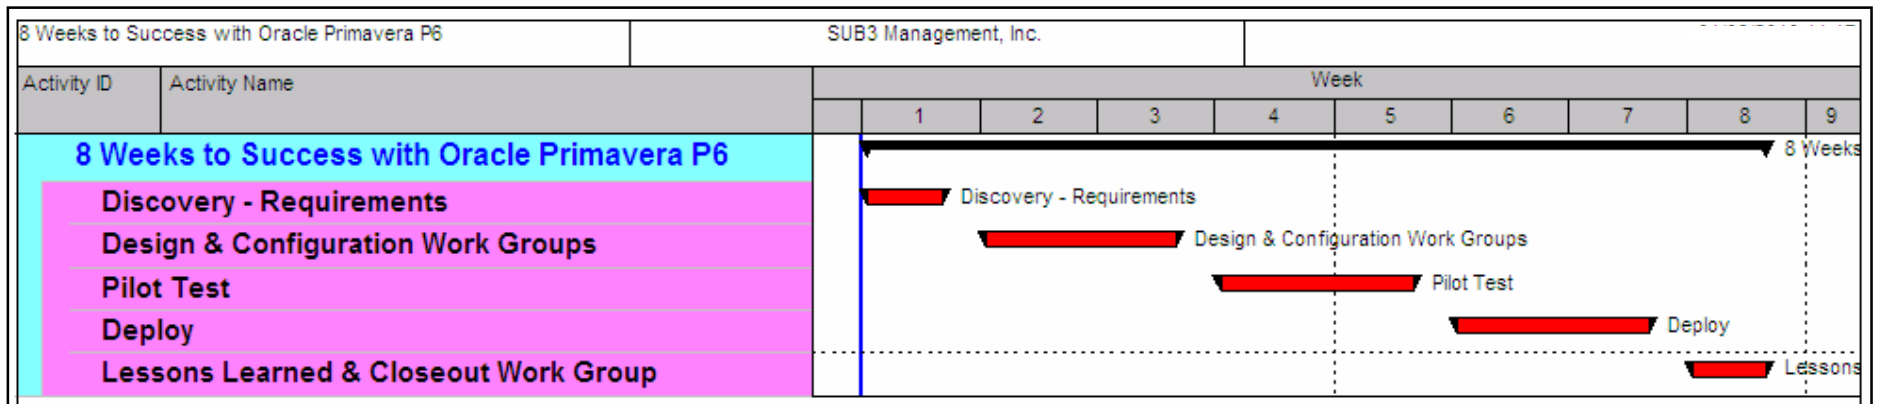 8 Weeks to Success with Oracle Primavera P6
SUB3 Management, Inc.
Activity ID
Activity Name
Week
1 2 3 4 5 6 7 8 9
8 Weeks to Success with Oracle Primavera P6
8 Weeks
Discovery - Requirements
Discovery - Requirements
Design & Configuration Work Groups
Design & Configuration Work Groups
Pilot Test
Pilot Test
Deploy
Deploy
Lessons Learned & Closeout Work Group
Lessons